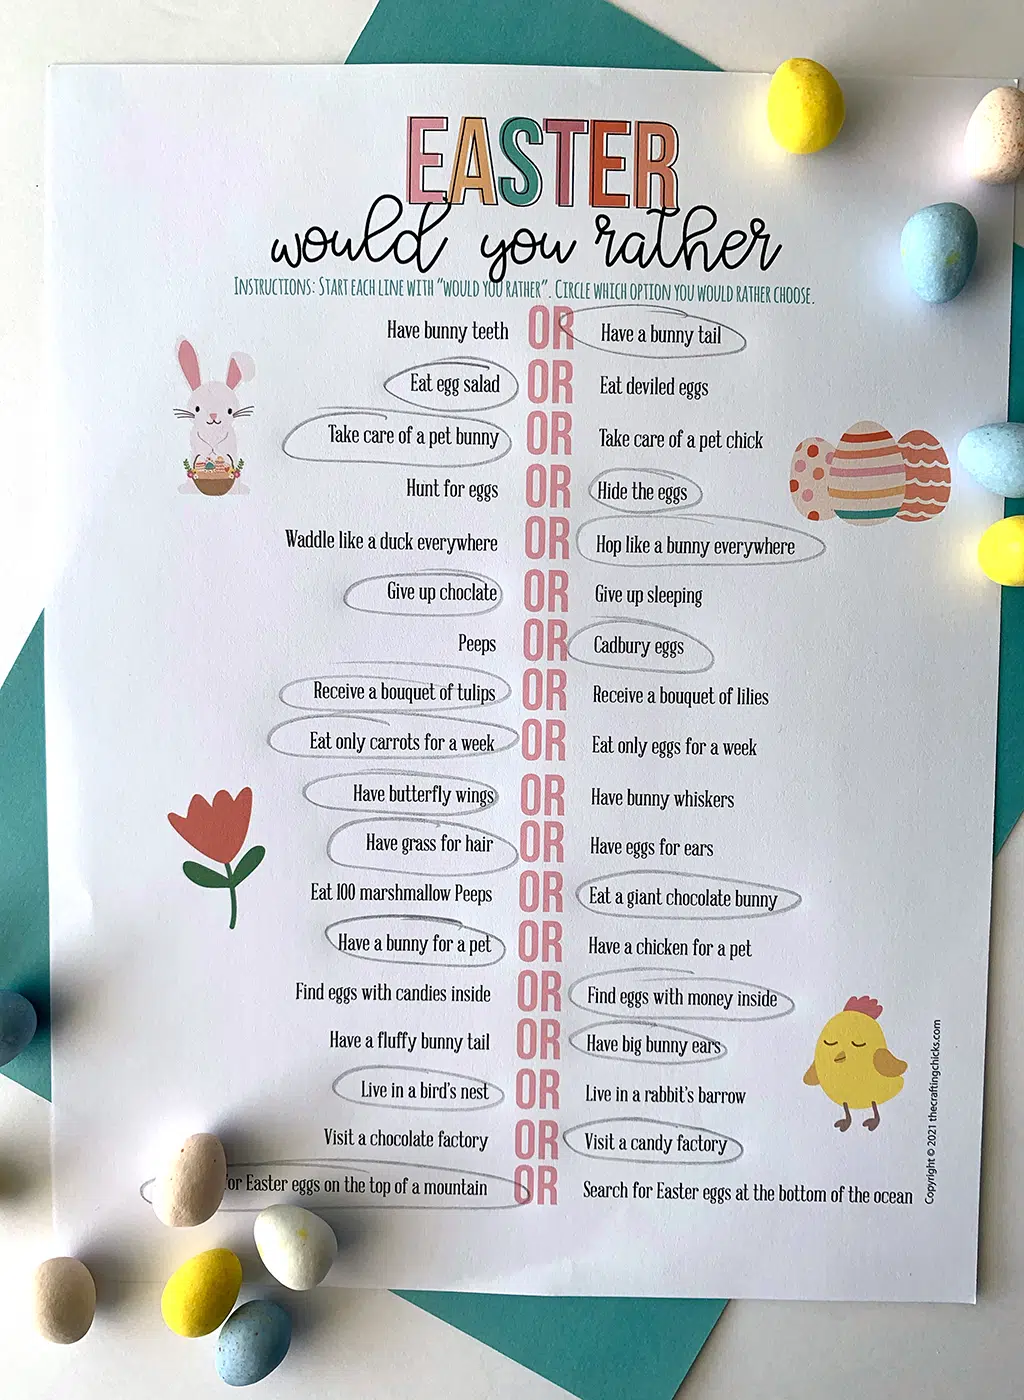 EASTER
would you rather
Instructions: Start each line with "would you rather". Circle which option you would rather choose.
Have bunny teeth OR Have a bunny tail
Eat egg salad OR Eat deviled eggs
Take care of a pet bunny OR Take care of a pet chick
Hunt for eggs OR Hide the eggs
Waddle like a duck everywhere OR Hop like a bunny everywhere
Give up choclate OR Give up sleeping
Peeps OR Cadbury eggs
Receive a bouquet of tulips OR Receive a bouquet of lilies
Eat only carrots for a week OR Eat only eggs for a week
Have butterfly wings OR Have bunny whiskers
Have grass for hair OR Have eggs for ears
Eat 100 marshmallow Peeps OR Eat a giant chocolate bunny
Have a bunny for a pet OR Have a chicken for a pet
Find eggs with candies inside OR Find eggs with money inside
Have a fluffy bunny tail OR Have big bunny ears
Live in a bird's nest OR Live in a rabbit's barrow
Visit a chocolate factory OR Visit a candy factory
for Easter eggs on the top of a mountain OR Search for Easter eggs at the bottom of the ocean
Copyright © 2021 thecraftingchicks.com